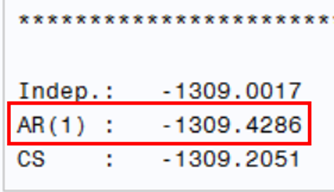 ************************
Indep.: -1309.0017
AR(1) : -1309.4286
CS : -1309.2051